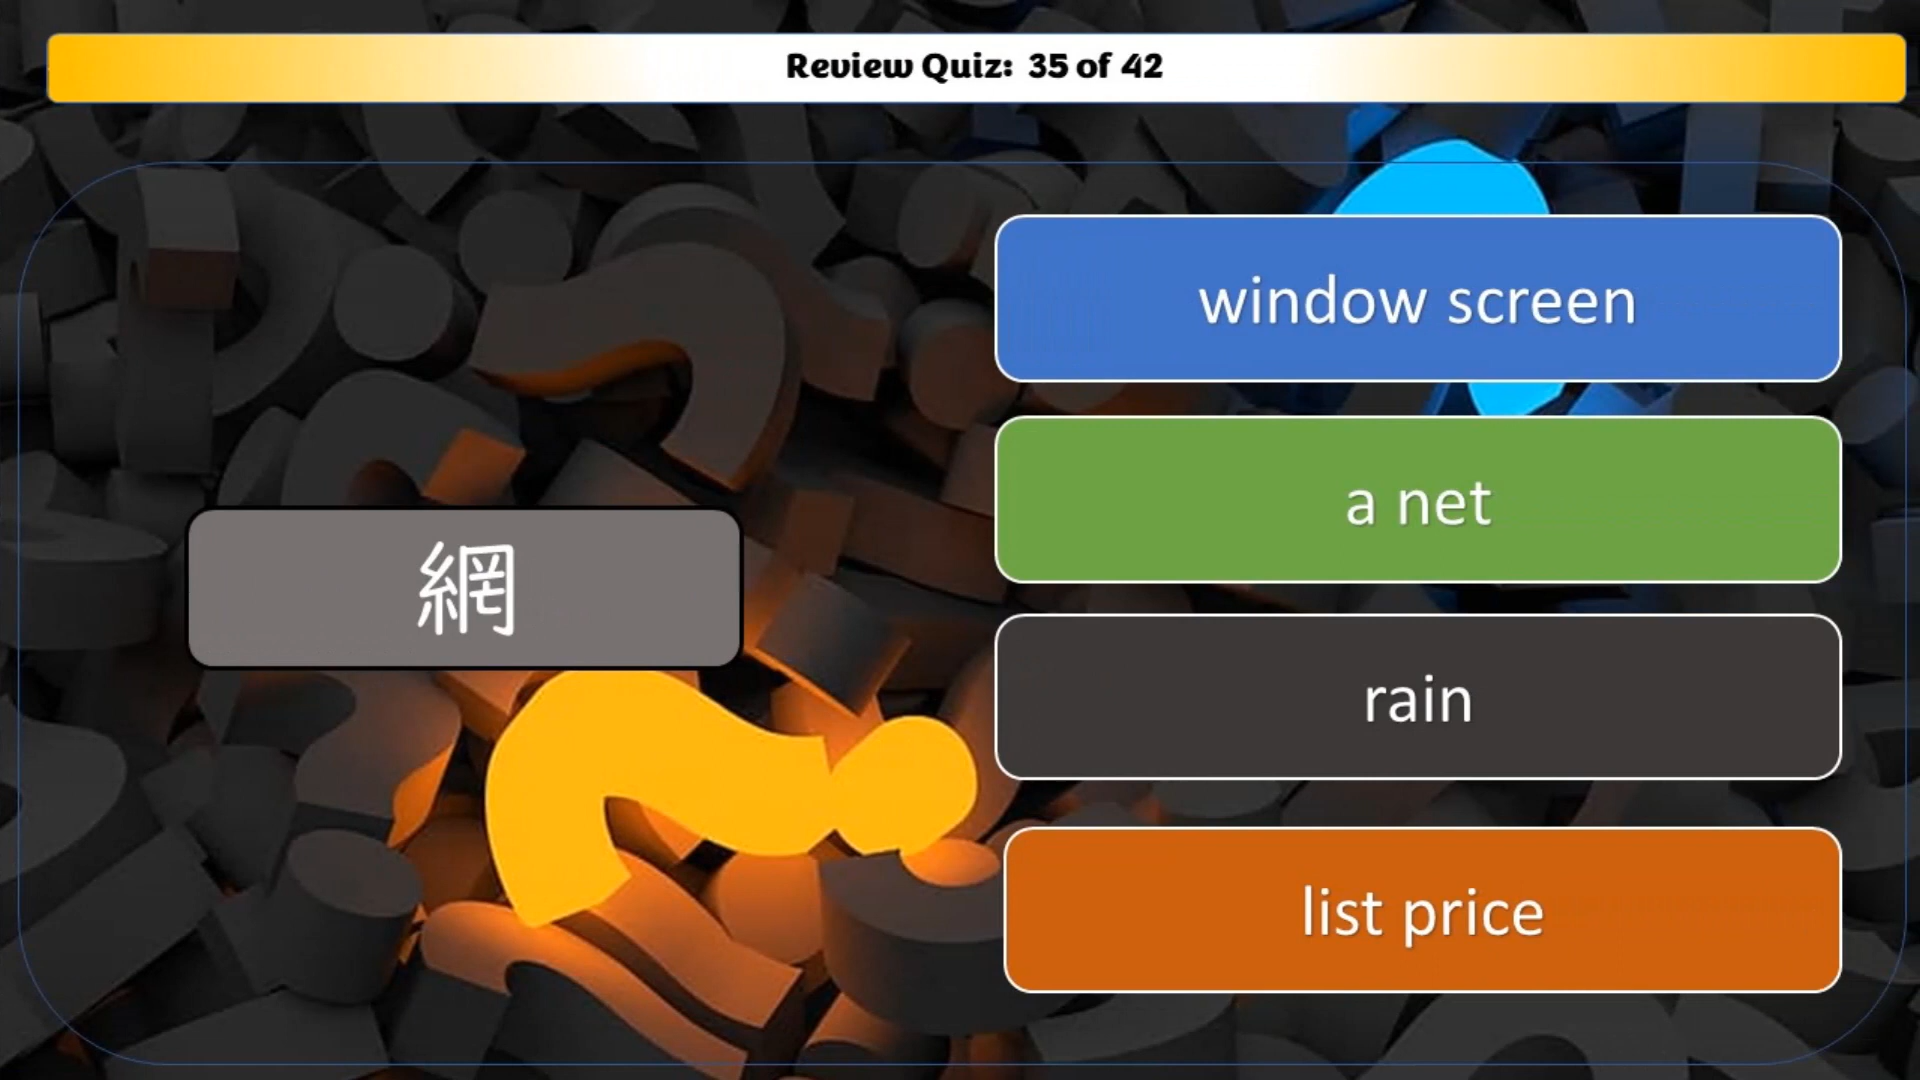 Review Quiz: 35 of 42
window screen
a net
網
rain
list price